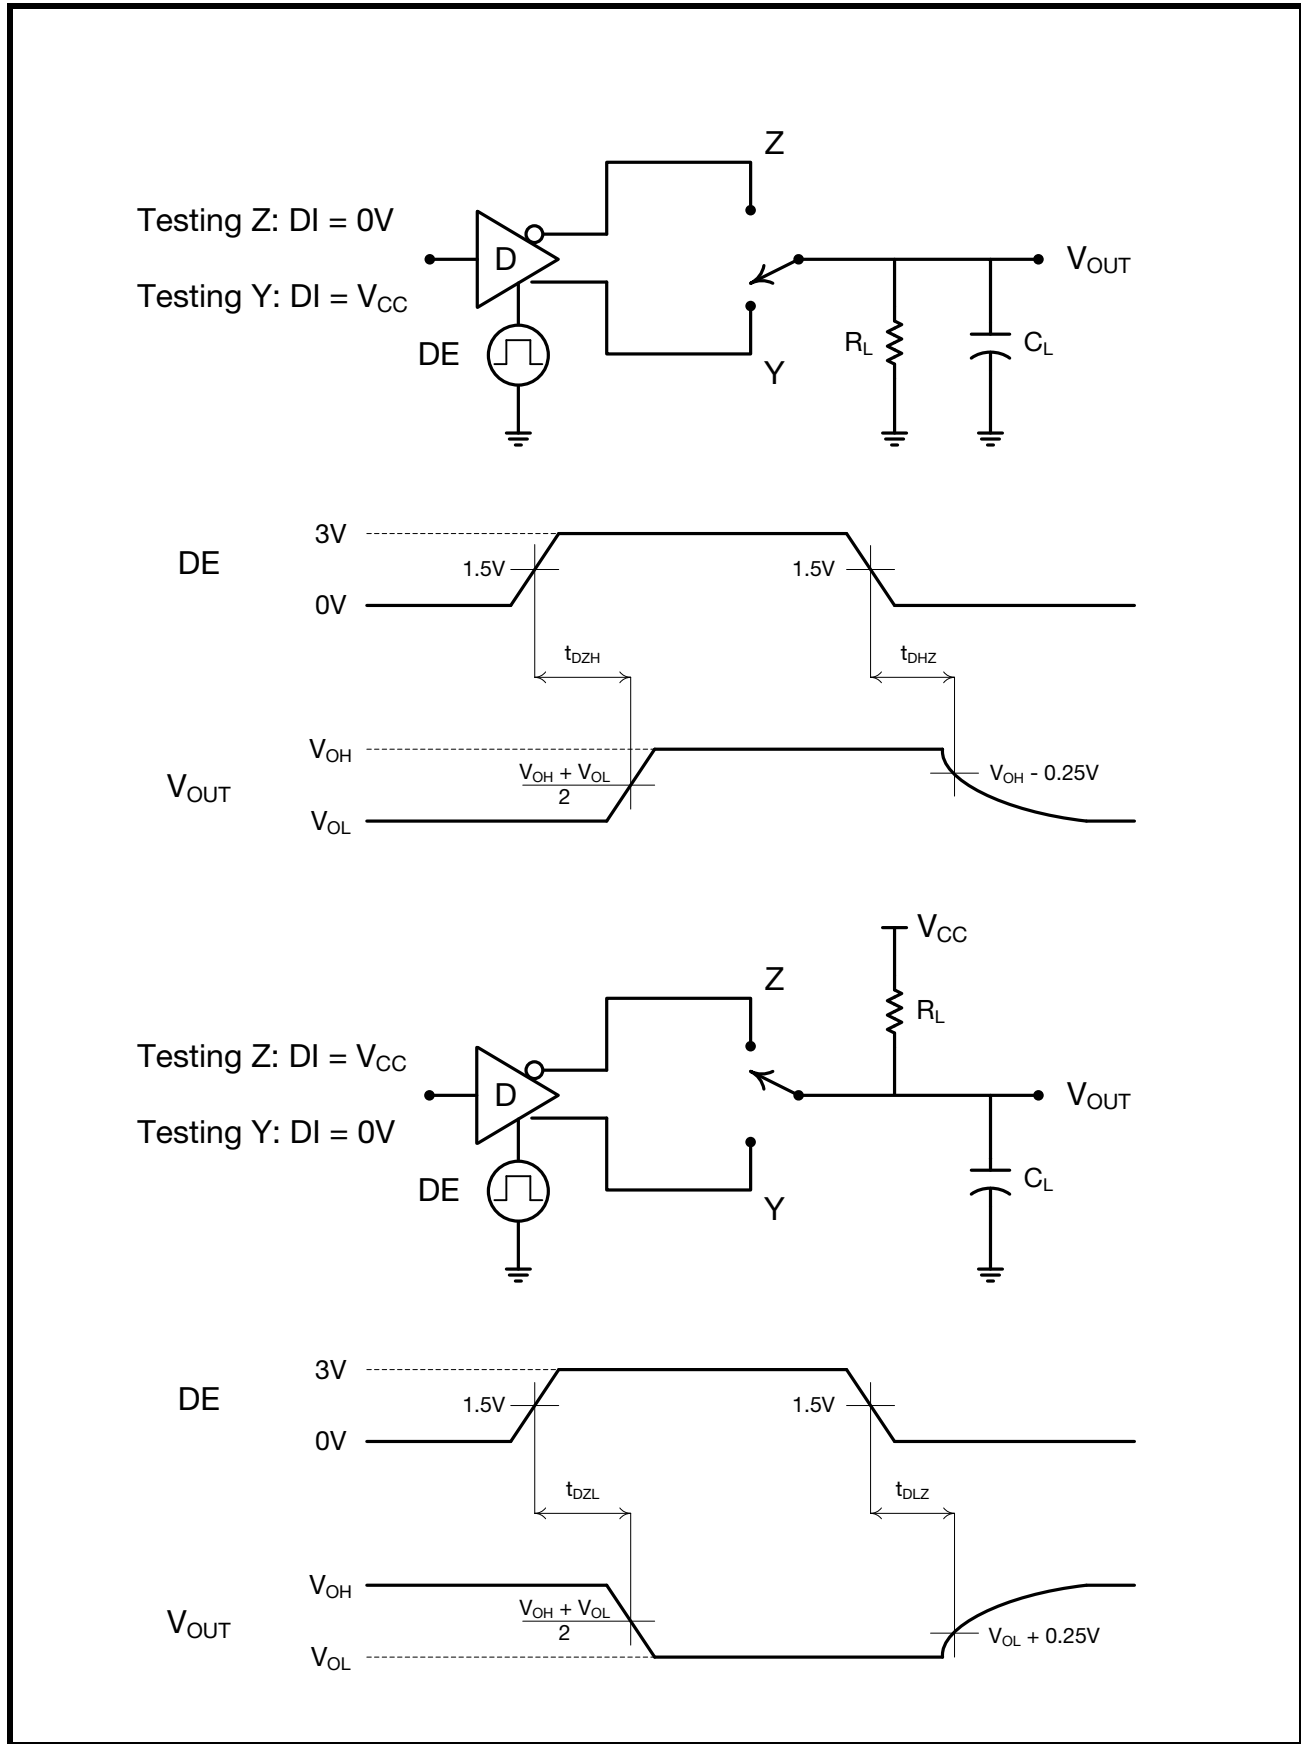 Z
Testing Z: DI = 0V
D
V_OUT
Testing Y: DI = V_CC
DE
R_L
C_L
Y
3V
DE
1.5V
1.5V
0V
t_DZH
t_DHZ
V_OH
V_OH + V_OL
2
V_OH - 0.25V
V_OUT
V_OL
V_CC
Z
R_L
Testing Z: DI = V_CC
D
V_OUT
Testing Y: DI = 0V
DE
C_L
Y
3V
DE
1.5V
1.5V
0V
t_DZL
t_DLZ
V_OH
V_OH + V_OL
2
V_OUT
V_OL + 0.25V
V_OL